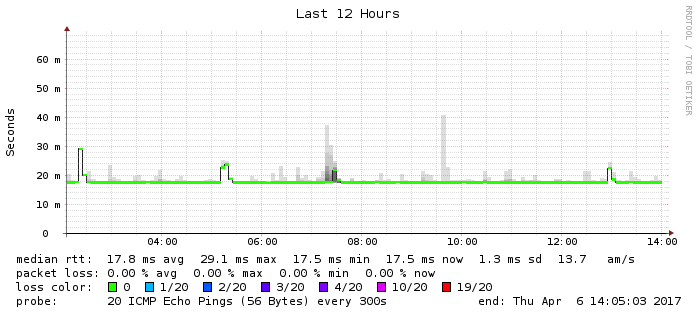 Last 12 Hours
RRDTOOL / TOBI OETIKER
Seconds
60 m
50 m
40 m
30 m
20 m
10 m
0
04:00 06:00 08:00 10:00 12:00 14:00
median rtt: 17.8 ms avg 29.1 ms max 17.5 ms min 17.5 ms now 1.3 ms sd 13.7 am/s
packet loss: 0.00 % avg 0.00 % max 0.00 % min 0.00 % now
loss color: 0 1/20 2/20 3/20 4/20 10/20 19/20
probe: 20 ICMP Echo Pings (56 Bytes) every 300s end: Thu Apr 6 14:05:03 2017